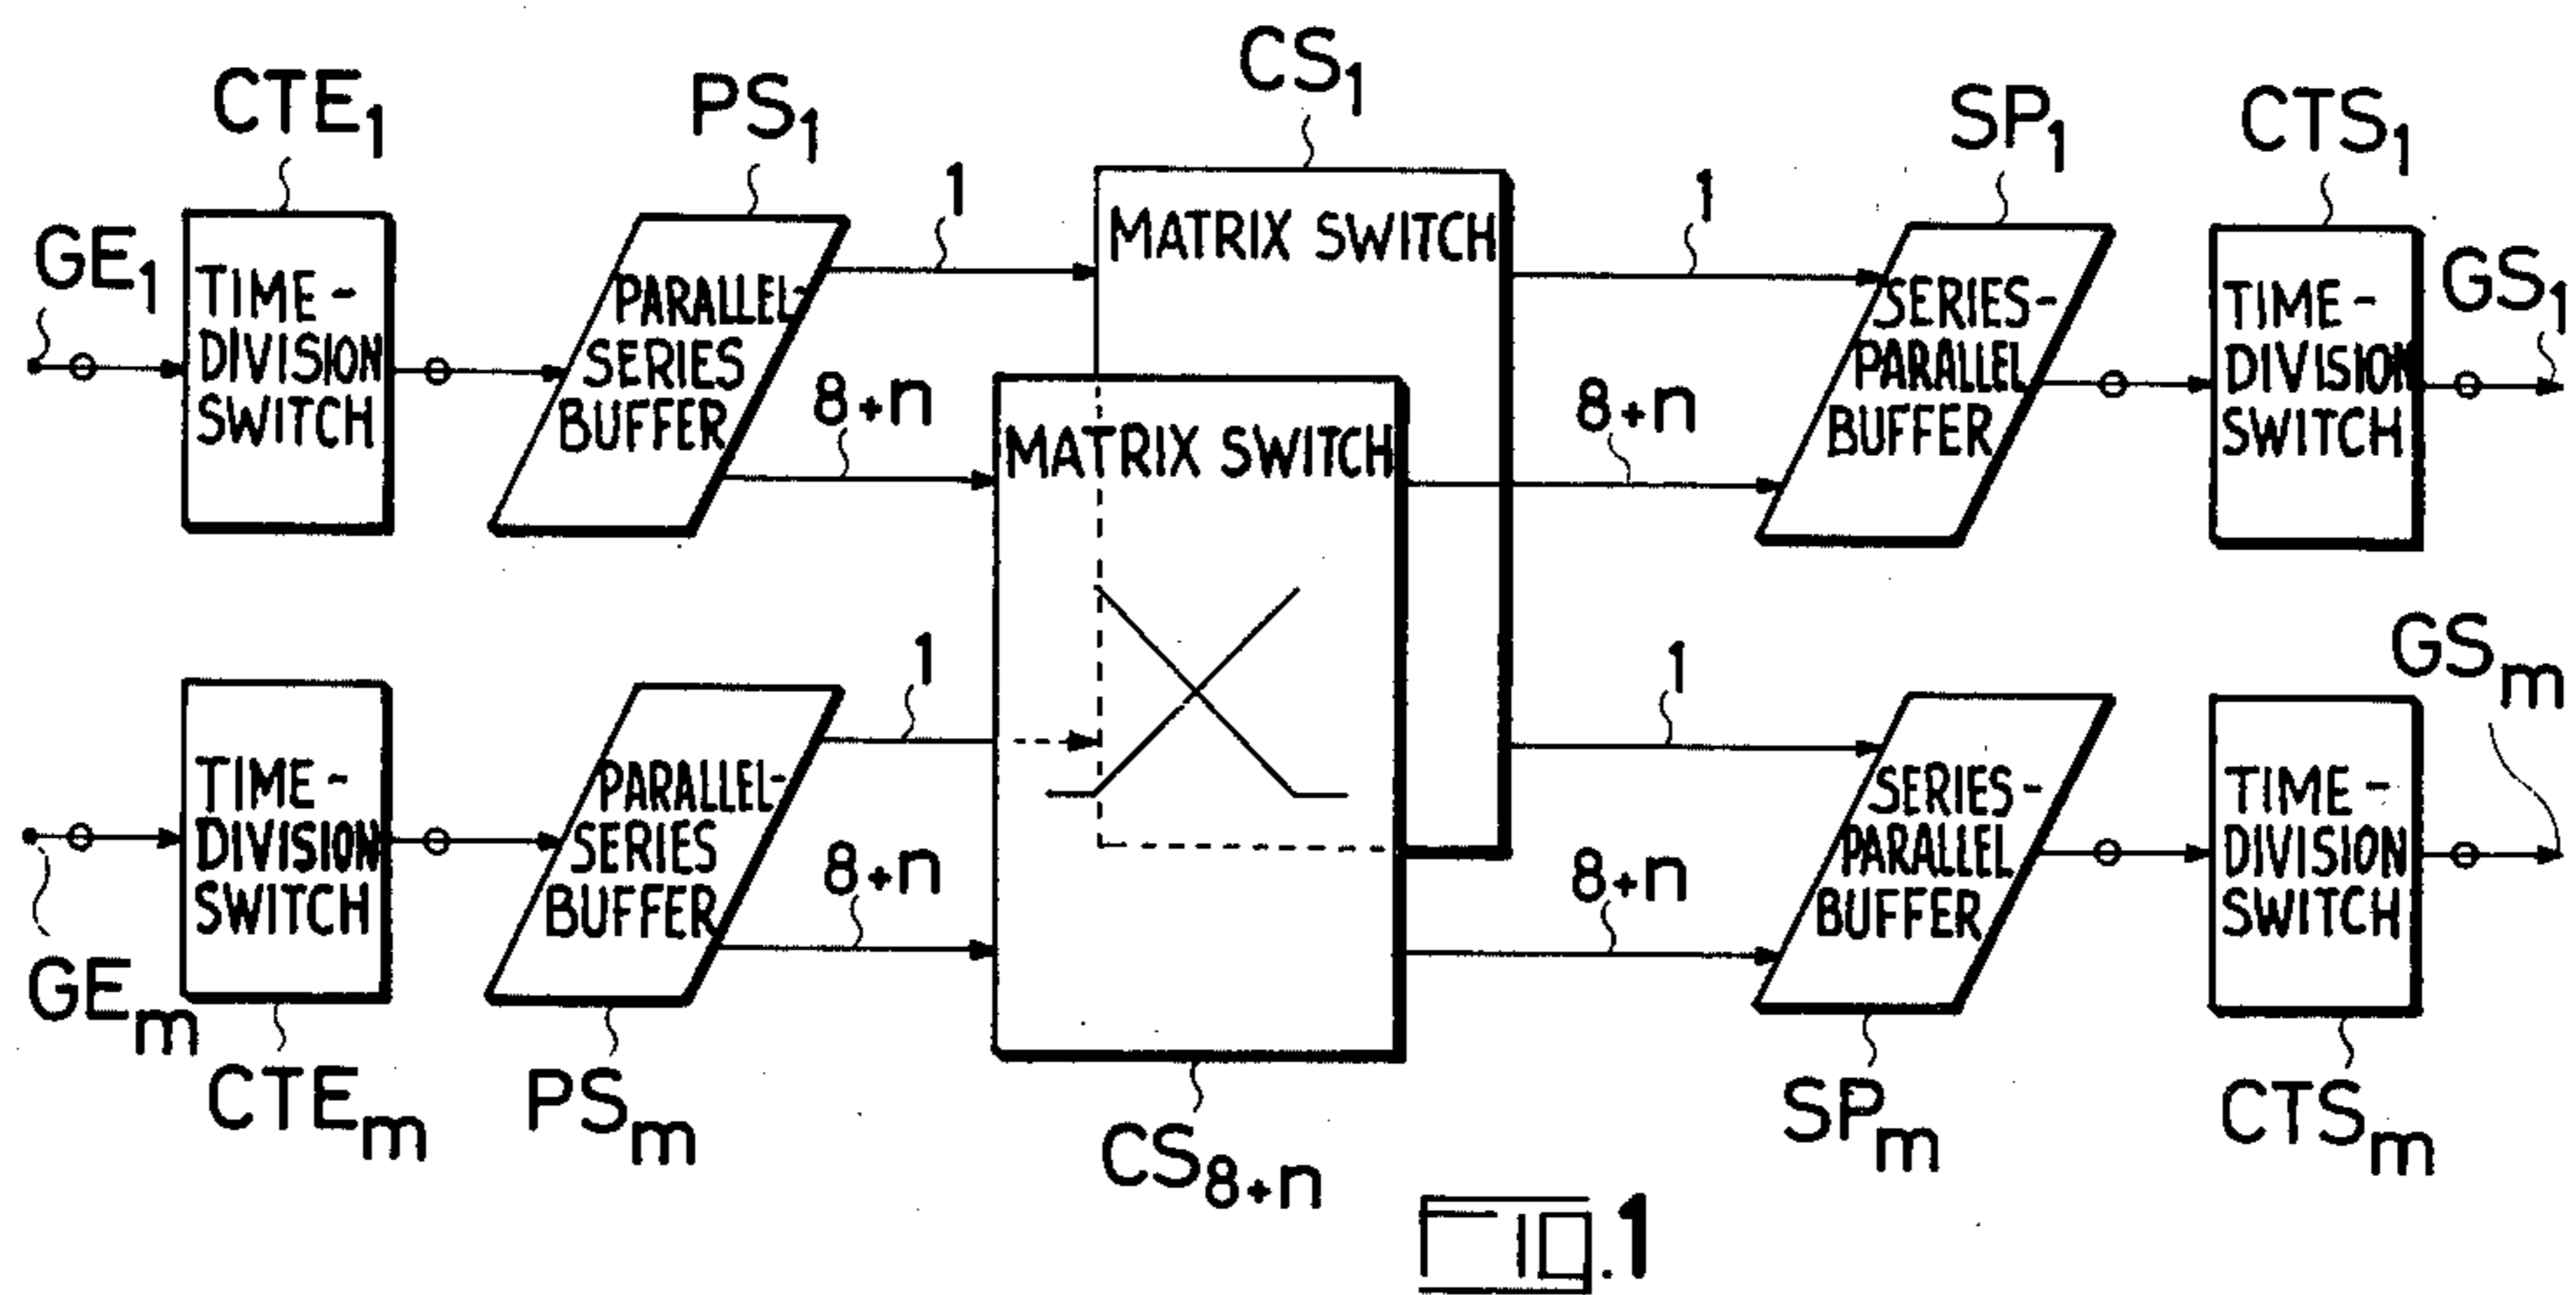 CTE1
PS1
CS1
SP1
CTS1
GE1
TIME-
DIVISION
SWITCH
PARALLEL-
SERIES
BUFFER
1
8+n
MATRIX SWITCH
MATRIX SWITCH
1
8+n
SERIES-
PARALLEL
BUFFER
TIME-
DIVISION
SWITCH
GS1
GEm
TIME-
DIVISION
SWITCH
PARALLEL-
SERIES
BUFFER
1
8+n
1
8+n
SERIES-
PARALLEL
BUFFER
TIME-
DIVISION
SWITCH
GSm
CTEm
PSm
CS8+n
SPm
CTSm
FIG.1